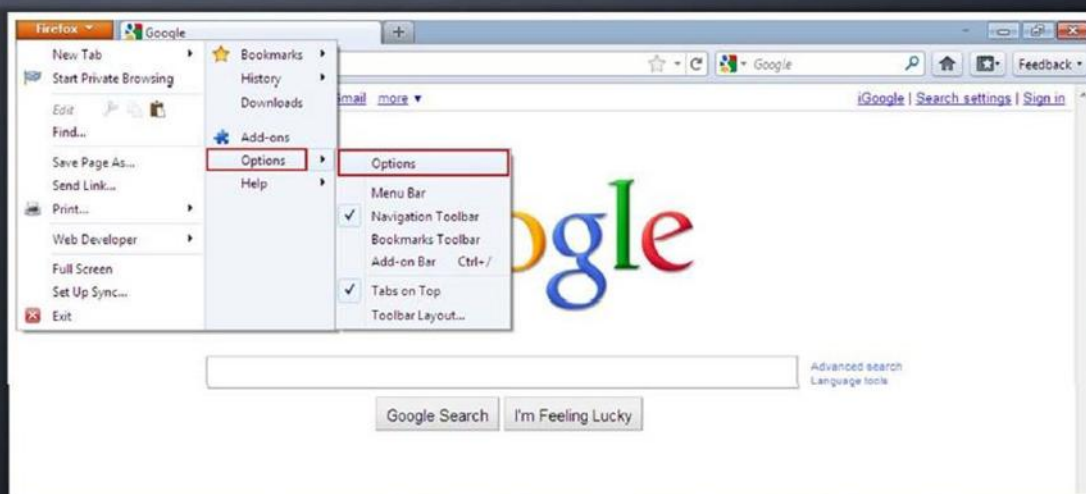 Firefox
Google
New Tab
Start Private Browsing
Edit
Find...
Save Page As...
Send Link...
Print...
Web Developer
Full Screen
Set Up Sync...
Exit
Bookmarks
History
Downloads
Add-ons
Options
Help
Options
Menu Bar
Navigation Toolbar
Bookmarks Toolbar
Add-on Bar Ctrl+/
Tabs on Top
Toolbar Layout...
Google
Feedback
more
iGoogle | Search settings | Sign in
ogle
Advanced search
Language tools
Google Search
I'm Feeling Lucky